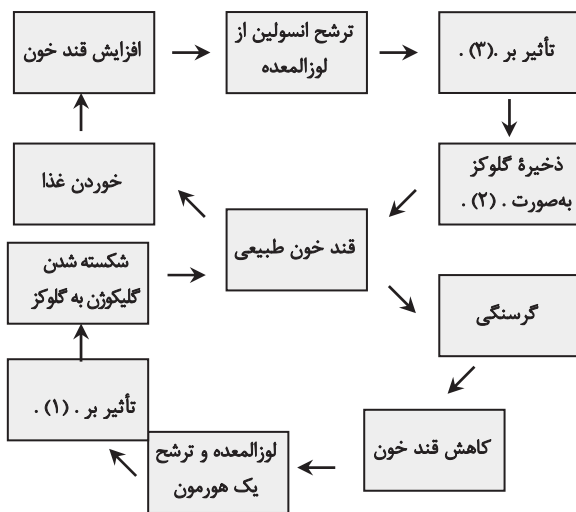 افزایش قند خون
ترشح انسولین از
لوزالمعده
تأثیر بر .(۳) .
ذخیرهٔ گلوکز
به‌صورت . (۲) .
خوردن غذا
قند خون طبیعی
شکسته شدن
گلیکوژن به گلوکز
گرسنگی
تأثیر بر . (۱) .
کاهش قند خون
لوزالمعده و ترشح
یک هورمون